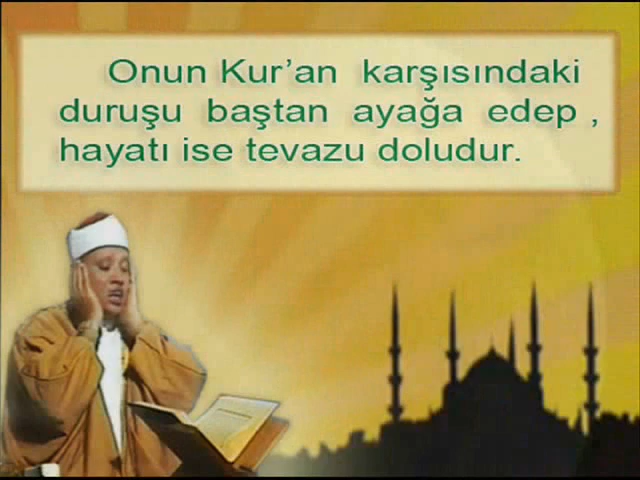 Onun Kur’an karşısındaki
duruşu baştan ayağa edep ,
hayatı ise tevazu doludur.